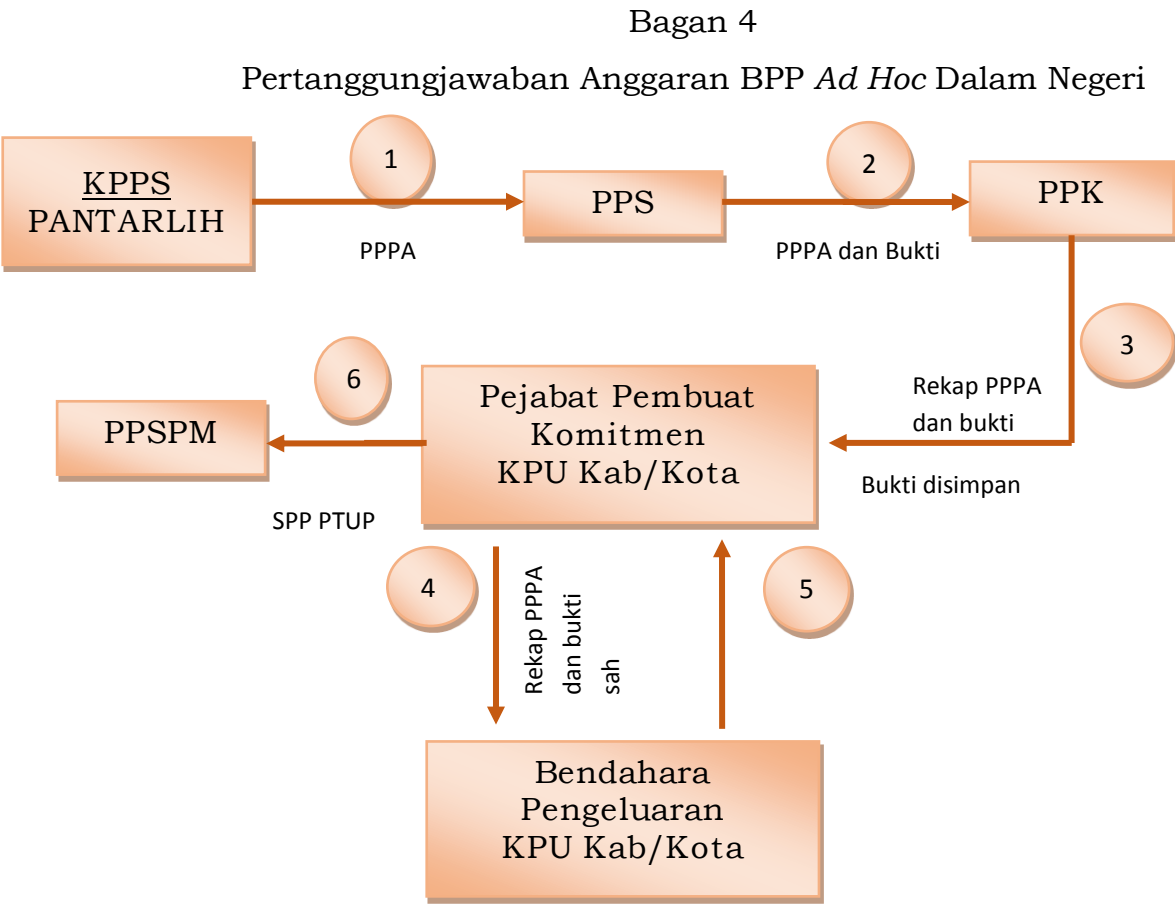 Bagan 4
Pertanggungjawaban Anggaran BPP Ad Hoc Dalam Negeri
KPPS
PANTARLIH
1
PPPA
PPS
2
PPPA dan Bukti
PPK
3
Rekap PPPA
dan bukti
Bukti disimpan
Pejabat Pembuat
Komitmen
KPU Kab/Kota
6
SPP PTUP
PPSPM
4
Rekap PPPA
dan bukti
sah
5
Bendahara
Pengeluaran
KPU Kab/Kota